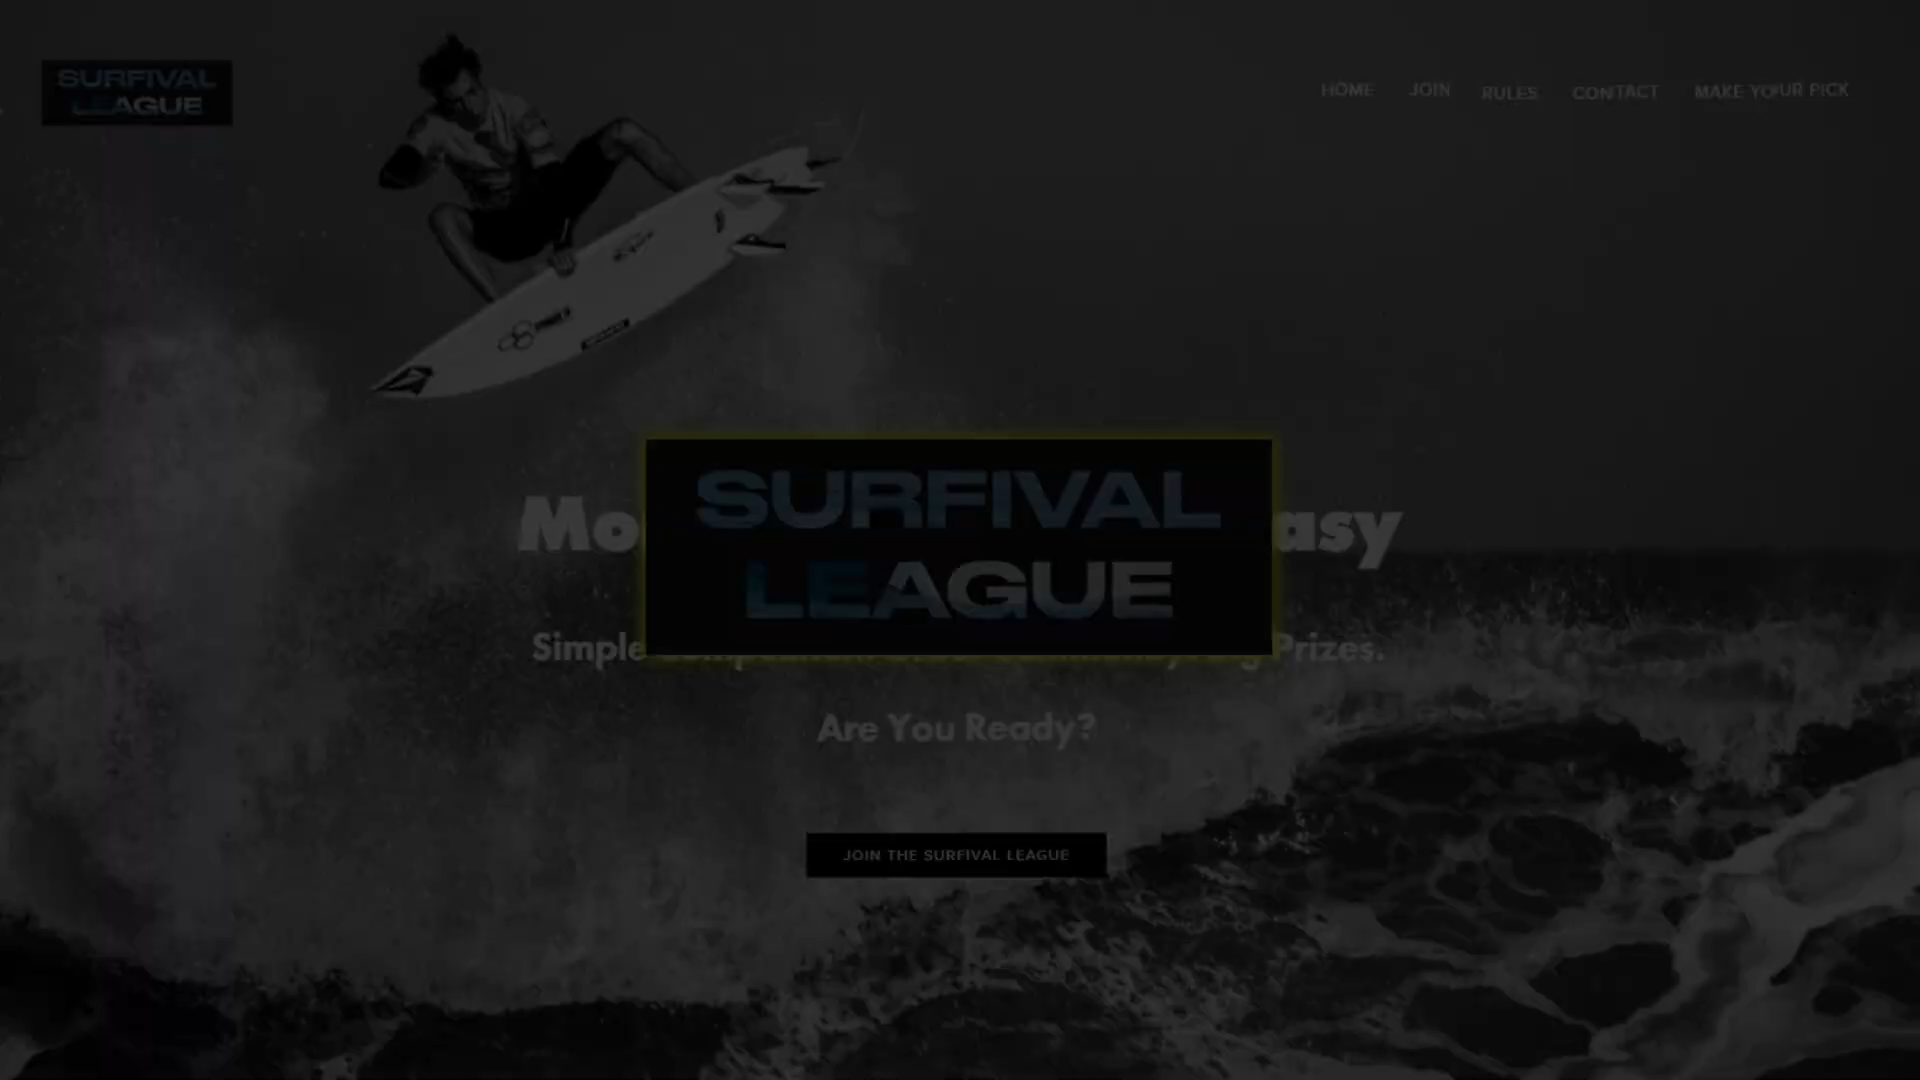 SURFIVAL
LEAGUE
HOME JOIN RULES CONTACT MAKE YOUR PICK
SURFIVAL
LEAGUE
Mo asy
Simple Prizes.
Are You Ready?
JOIN THE SURFIVAL LEAGUE